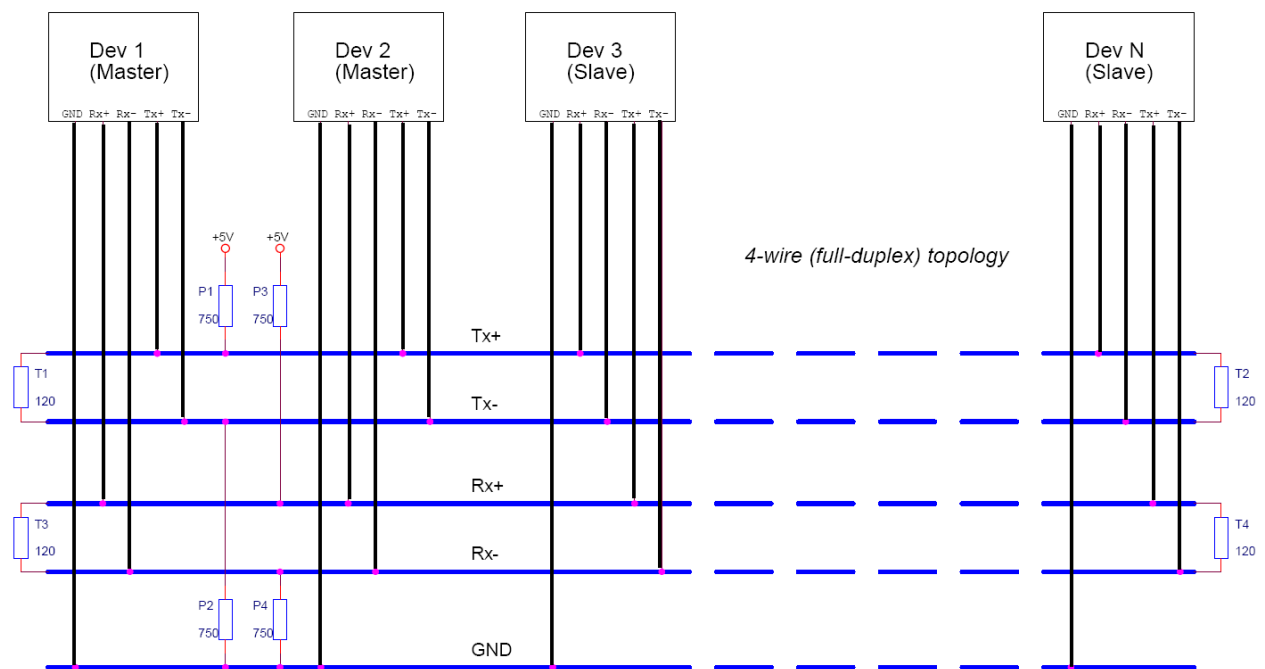 Dev 1
(Master)
GND Rx+ Rx- Tx+ Tx-
Dev 2
(Master)
GND Rx+ Rx- Tx+ Tx-
Dev 3
(Slave)
GND Rx+ Rx- Tx+ Tx-
Dev N
(Slave)
GND Rx+ Rx- Tx+ Tx-
+5V
+5V
4-wire (full-duplex) topology
P1
750
P3
750
Tx+
T1
120
T2
120
Tx-
Rx+
T3
120
T4
120
Rx-
P2
750
P4
750
GND